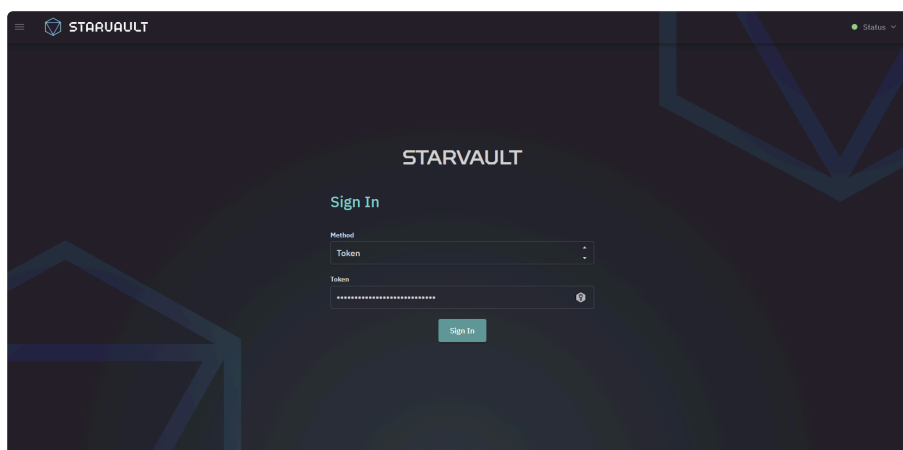 STARVAULT
Status
STARVAULT
Sign In
Method
Token
Token
••••••••••••••••••••••••••••
Sign In